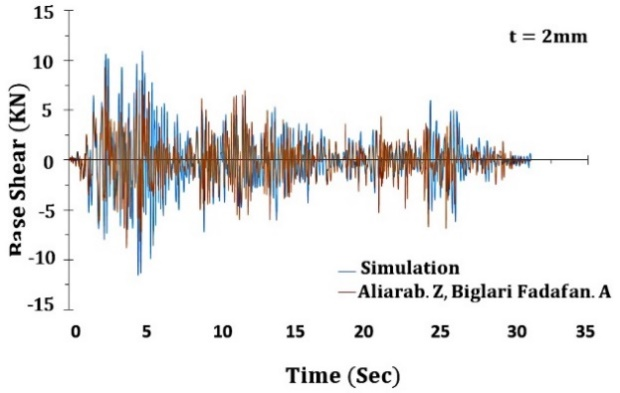 15
t = 2mm
10
5
0
-5
-10
-15
Base Shear (KN)
Simulation
Aliarab. Z, Biglari Fadafan. A
0 5 10 15 20 25 30 35
Time (Sec)